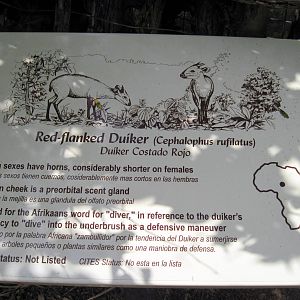 Red-flanked Duiker (Cephalophus rufilatus)
Duiker Costado Rojo
sexes have horns, considerably shorter on females
sexos tienen cuernos, cosiderablemente mas cortos en las hembras
n cheek is a preorbital scent gland
la mejilla es una glandula del olfato preorbital
d for the Afrikaans word for "diver," in reference to the duiker's
cy to "dive" into the underbrush as a defensive maneuver
por la palabra Africana "zambullidor" por la tendencia del Duiker a sumerjirse
arboles pequeños o plantas similares como una maniobra de defensa.
Status: Not Listed CITES Status: No esta en la lista